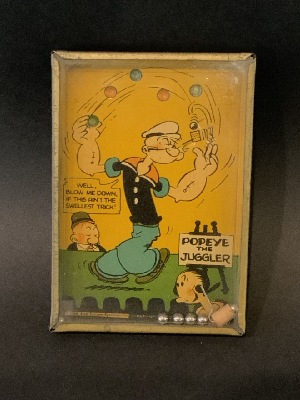 WELL,
BLOW ME DOWN,
IF THIS AIN'T THE
SWELLEST TRICK"
POPEYE
THE
JUGGLER